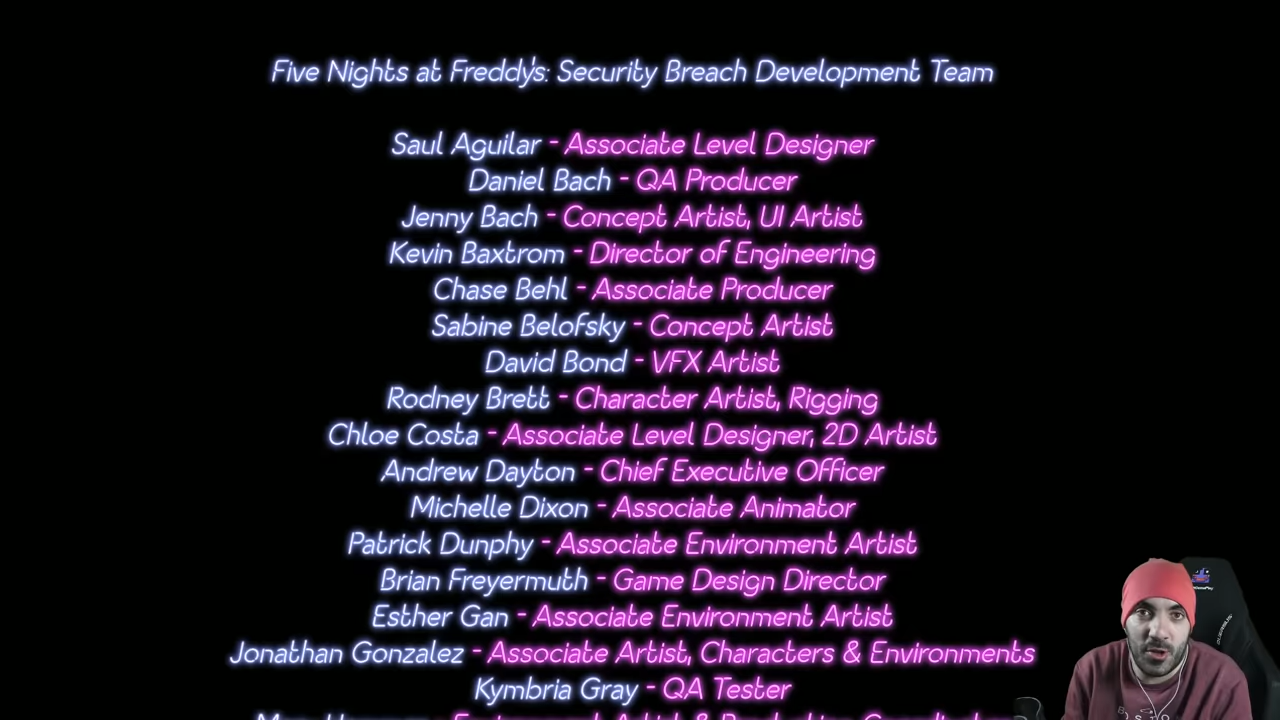 Five Nights at Freddy's: Security Breach Development Team
Saul Aguilar - Associate Level Designer
Daniel Bach - QA Producer
Jenny Bach - Concept Artist, UI Artist
Kevin Baxtrom - Director of Engineering
Chase Behl - Associate Producer
Sabine Belofsky - Concept Artist
David Bond - VFX Artist
Rodney Brett - Character Artist, Rigging
Chloe Costa - Associate Level Designer, 2D Artist
Andrew Dayton - Chief Executive Officer
Michelle Dixon - Associate Animator
Patrick Dunphy - Associate Environment Artist
Brian Freyermuth - Game Design Director
Esther Gan - Associate Environment Artist
Jonathan Gonzalez - Associate Artist, Characters & Environments
Kymbria Gray - QA Tester